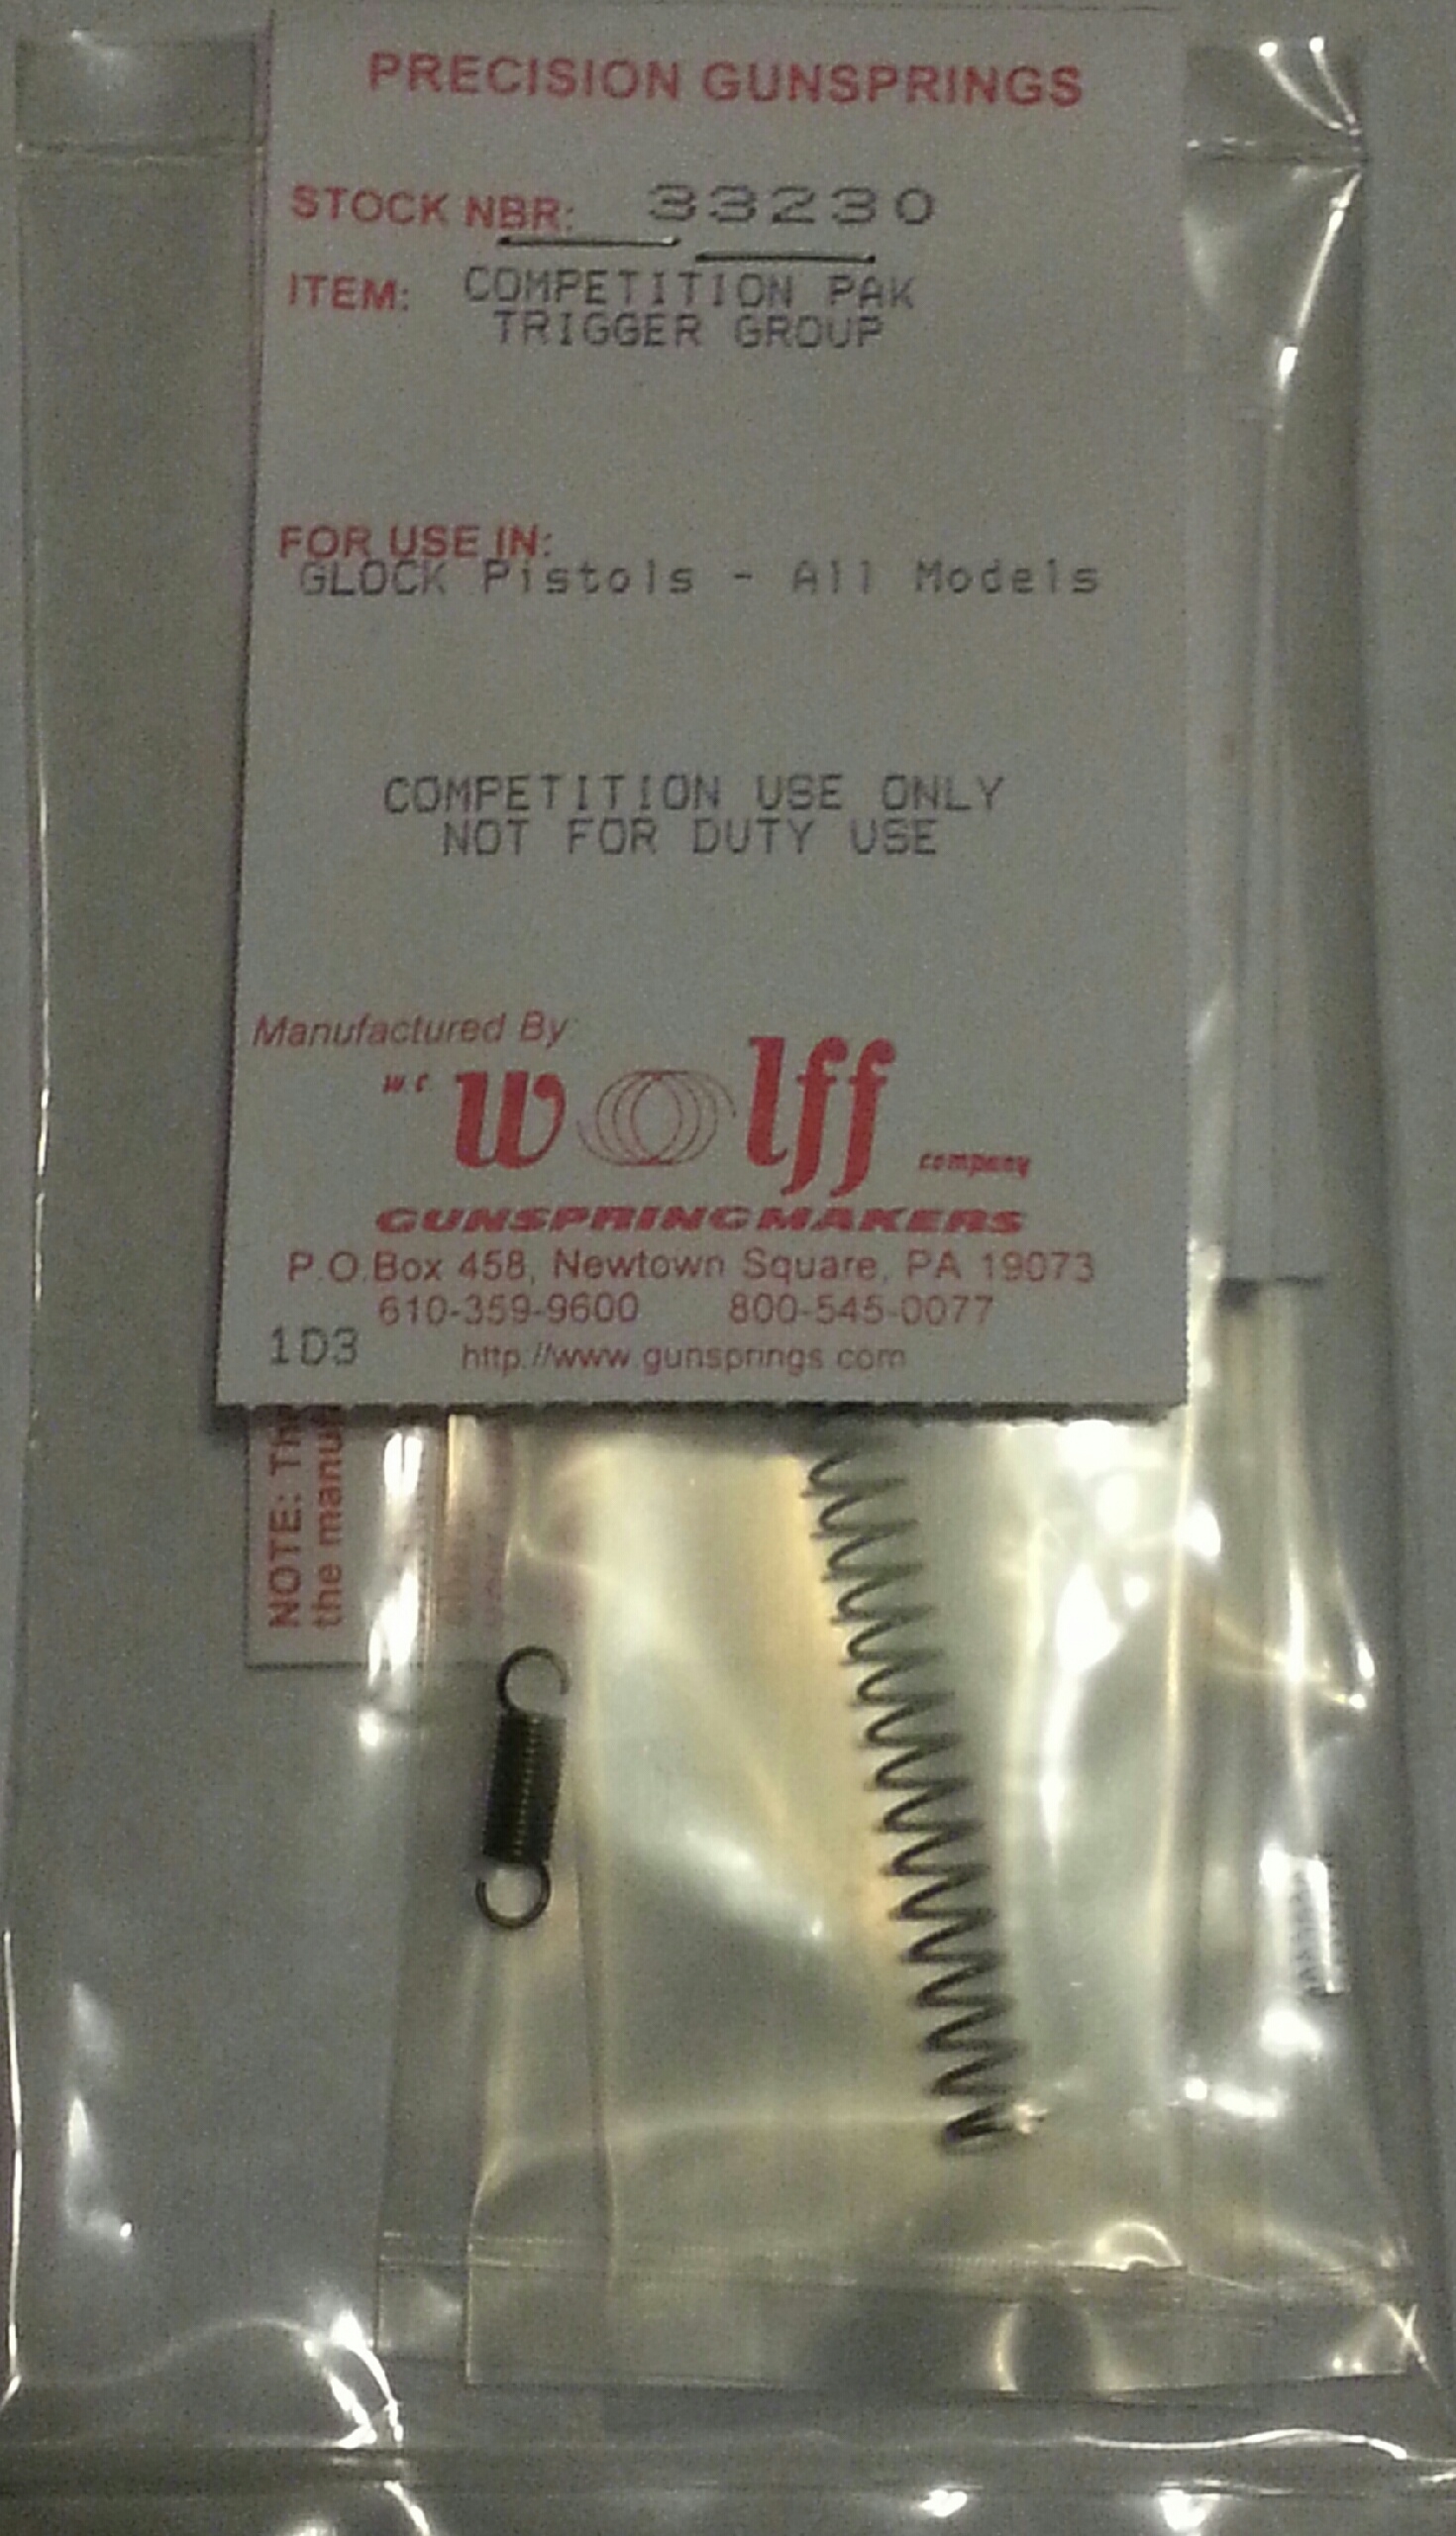 PRECISION GUNSPRINGS
STOCK NBR: 33230
ITEM: COMPETITION PAK
TRIGGER GROUP
FOR USE IN:
GLOCK Pistols - All Models
COMPETITION USE ONLY
NOT FOR DUTY USE
Manufactured By:
W C Wolff company
GUNSPRINGMAKERS
P.O. Box 458, Newtown Square, PA 19073
610-359-9600 800-545-0077
1D3 http://www.gunsprings.com
NOTE: Th
the manu